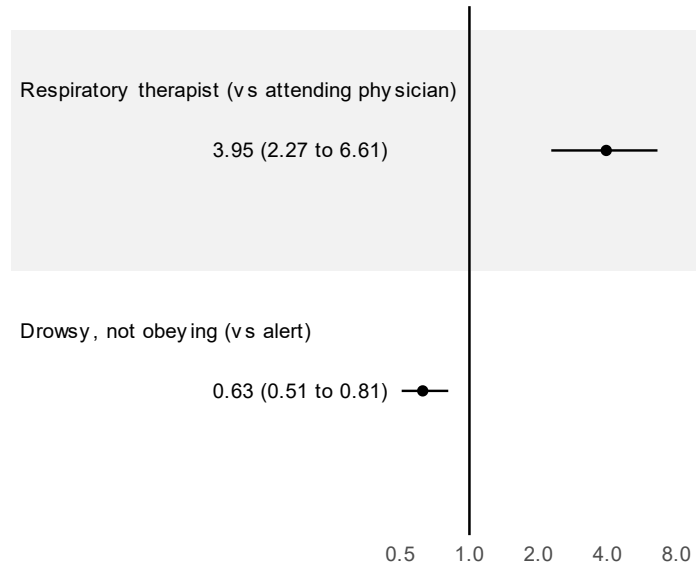 Respiratory therapist (vs attending physician)
3.95 (2.27 to 6.61)
Drowsy, not obeying (vs alert)
0.63 (0.51 to 0.81)
0.5 1.0 2.0 4.0 8.0